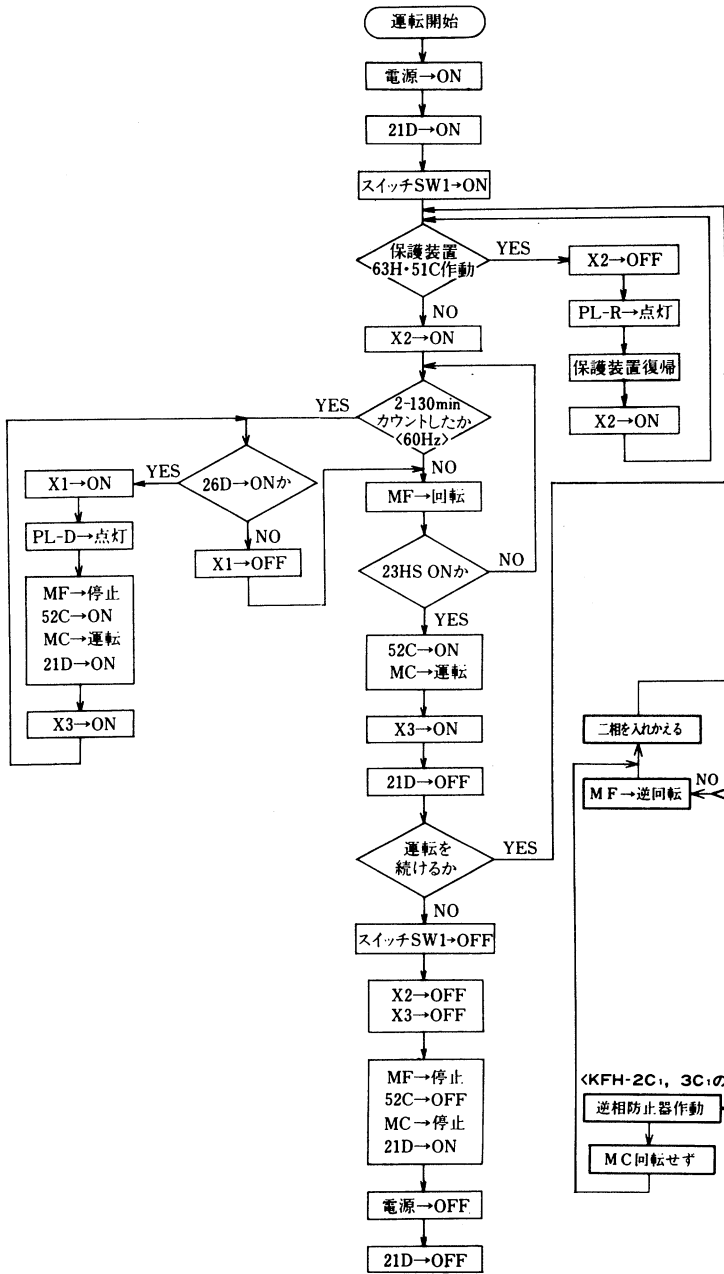 運転開始
電源→ON
21D→ON
スイッチSW1→ON
保護装置
63H・51C作動
YES
NO
X2→OFF
PL-R→点灯
保護装置復帰
X2→ON
X2→ON
2-130min
カウントしたか
<60Hz>
YES
NO
26D→ONか
YES
NO
X1→ON
PL-D→点灯
MF→停止
52C→ON
MC→運転
21D→ON
X3→ON
X1→OFF
MF→回転
23HS ONか
NO
YES
52C→ON
MC→運転
X3→ON
21D→OFF
運転を
続けるか
YES
NO
二相を入れかえる
MF→逆回転
NO
スイッチSW1→OFF
X2→OFF
X3→OFF
MF→停止
52C→OFF
MC→停止
21D→ON
電源→OFF
21D→OFF
<KFH-2C₁, 3C₁の
逆相防止器作動
MC回転せず